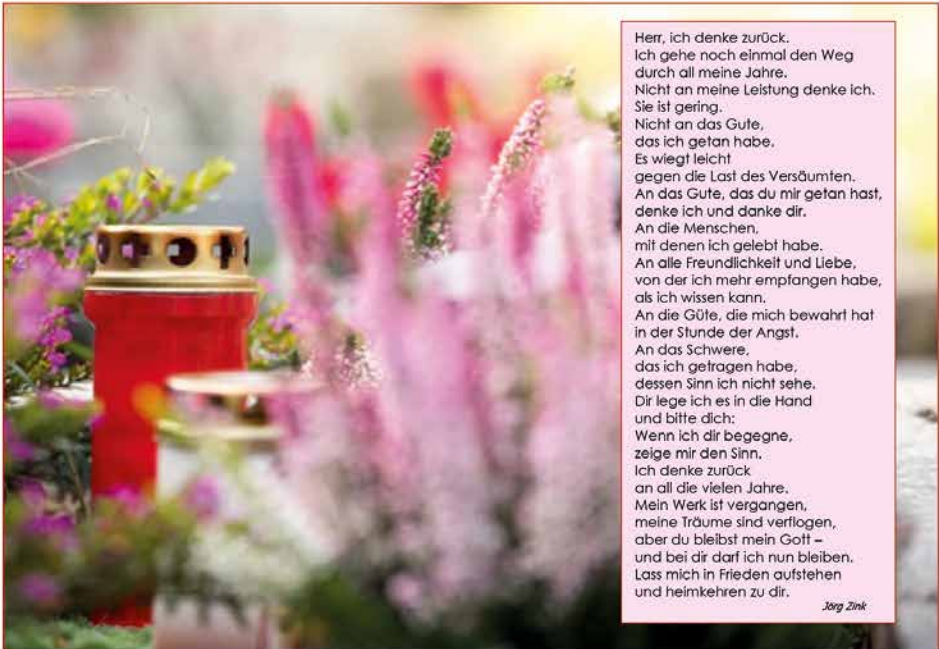 Herr, ich denke zurück.
Ich gehe noch einmal den Weg
durch all meine Jahre.
Nicht an meine Leistung denke ich.
Sie ist gering.
Nicht an das Gute,
das ich getan habe.
Es wiegt leicht
gegen die Last des Versäumten.
An das Gute, das du mir getan hast,
denke ich und danke dir.
An die Menschen,
mit denen ich gelebt habe.
An alle Freundlichkeit und Liebe,
von der ich mehr empfangen habe,
als ich wissen kann.
An die Güte, die mich bewahrt hat
in der Stunde der Angst.
An das Schwere,
das ich getragen habe,
dessen Sinn ich nicht sehe.
Dir lege ich es in die Hand
und bitte dich:
Wenn ich dir begegne,
zeige mir den Sinn.
Ich denke zurück
an all die vielen Jahre.
Mein Werk ist vergangen,
meine Träume sind verflogen,
aber du bleibst mein Gott –
und bei dir darf ich nun bleiben.
Lass mich in Frieden aufstehen
und heimkehren zu dir.
Jörg Zink